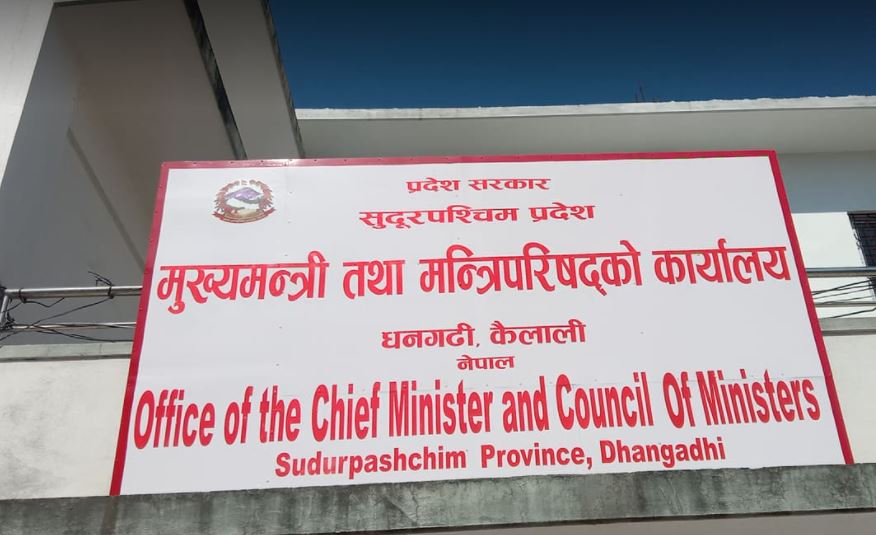 प्रदेश सरकार
सुदूरपश्चिम प्रदेश
मुख्यमन्त्री तथा मन्त्रिपरिषद्को कार्यालय
धनगढी, कैलाली
नेपाल
Office of the Chief Minister and Council Of Ministers
Sudurpashchim Province, Dhangadhi